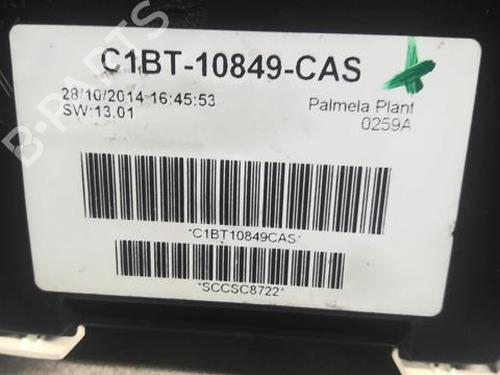 C1BT-10849-CAS
28/10/2014 16:45:53
SW:13.01
Palmela Plant
0259A
*C1BT10849CAS*
*SCCSC8722*
B-PARTS